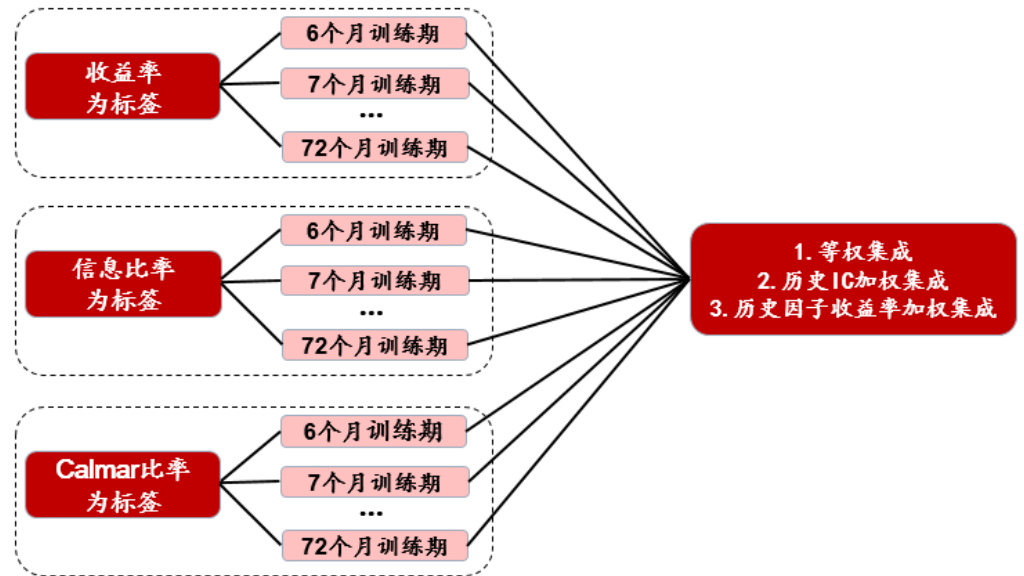 收益率
为标签
6个月训练期
7个月训练期
...
72个月训练期
信息比率
为标签
6个月训练期
7个月训练期
...
72个月训练期
Calmar比率
为标签
6个月训练期
7个月训练期
...
72个月训练期
1. 等权集成
2. 历史IC加权集成
3. 历史因子收益率加权集成